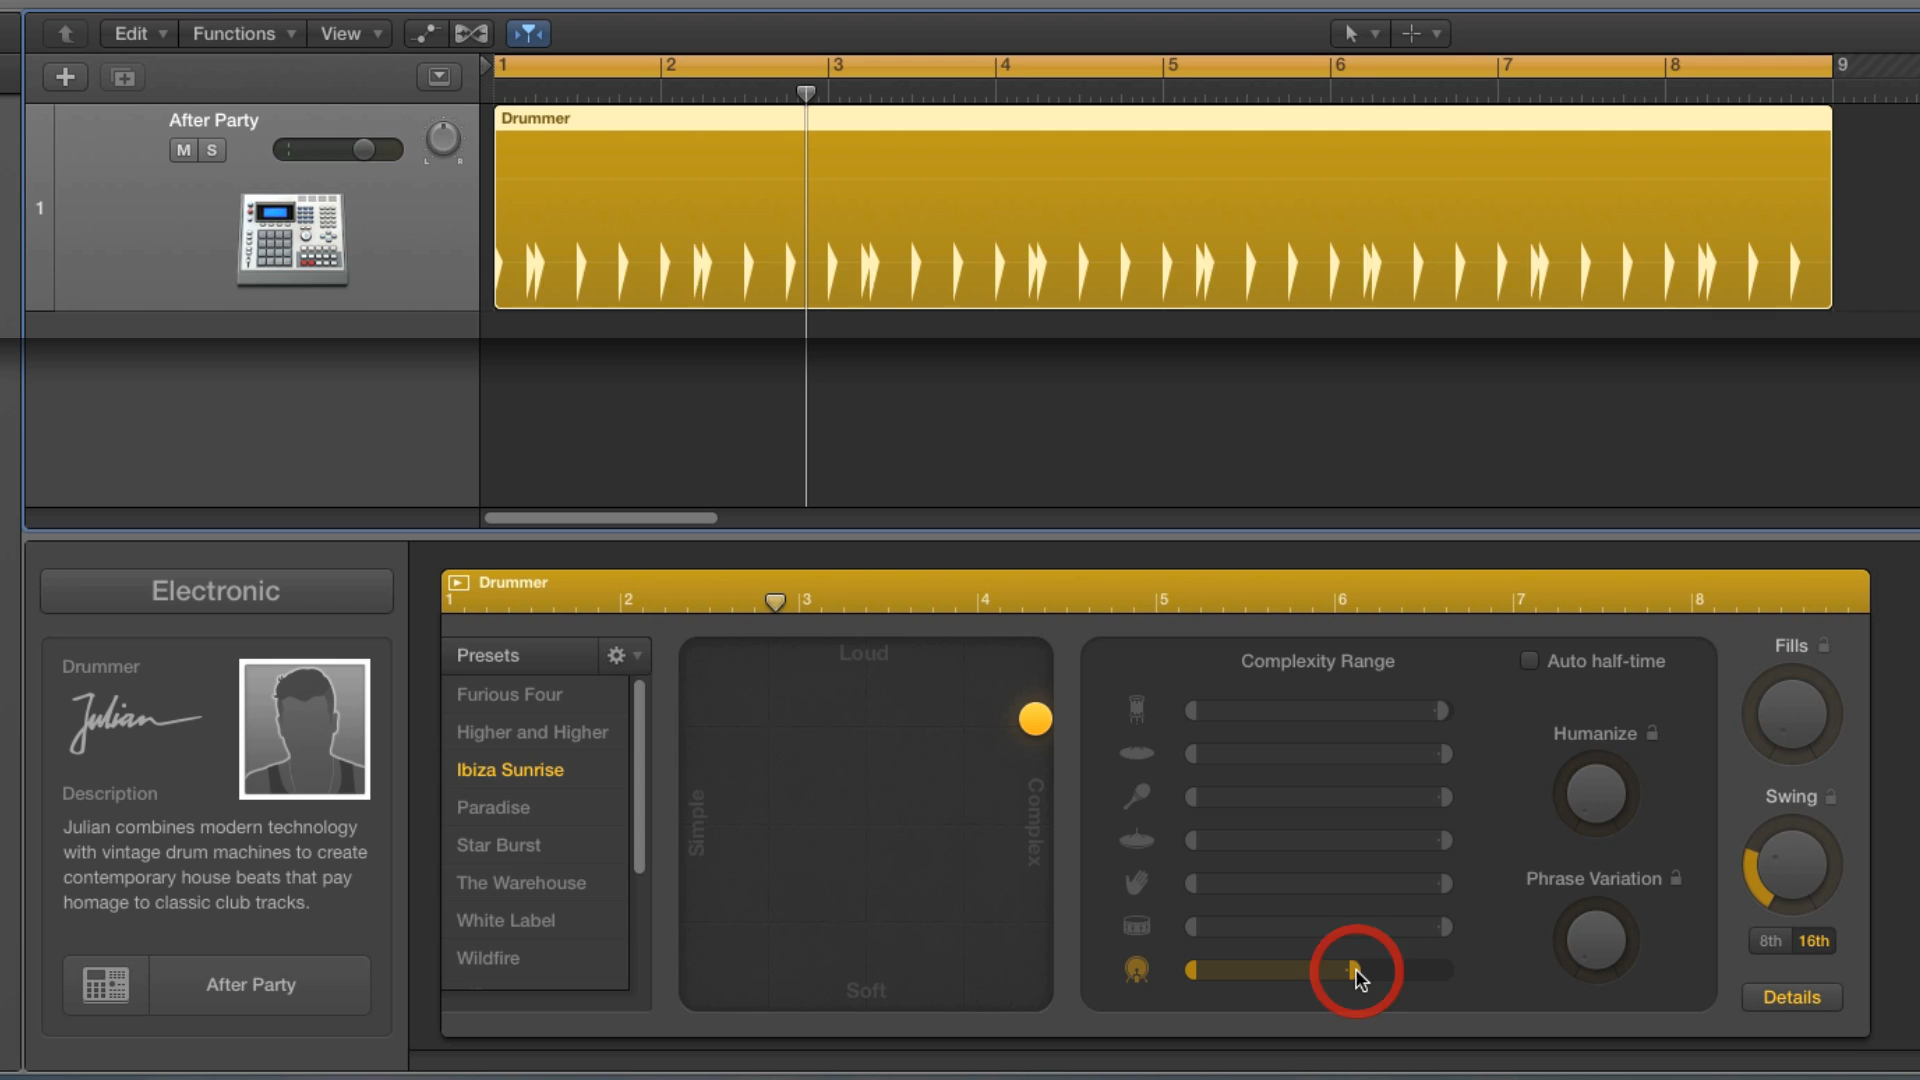 Edit
Functions
View
1 2 3 4 5 6 7 8 9
After Party
M S
L R
1
Drummer
Electronic
Drummer
Julian
Description
Julian combines modern technology
with vintage drum machines to create
contemporary house beats that pay
homage to classic club tracks.
After Party
Drummer
1 2 3 4 5 6 7 8
Presets
Furious Four
Higher and Higher
Ibiza Sunrise
Paradise
Star Burst
The Warehouse
White Label
Wildfire
Loud
Simple
Complex
Soft
Complexity Range
Auto half-time
Humanize
Phrase Variation
Fills
Swing
8th 16th
Details